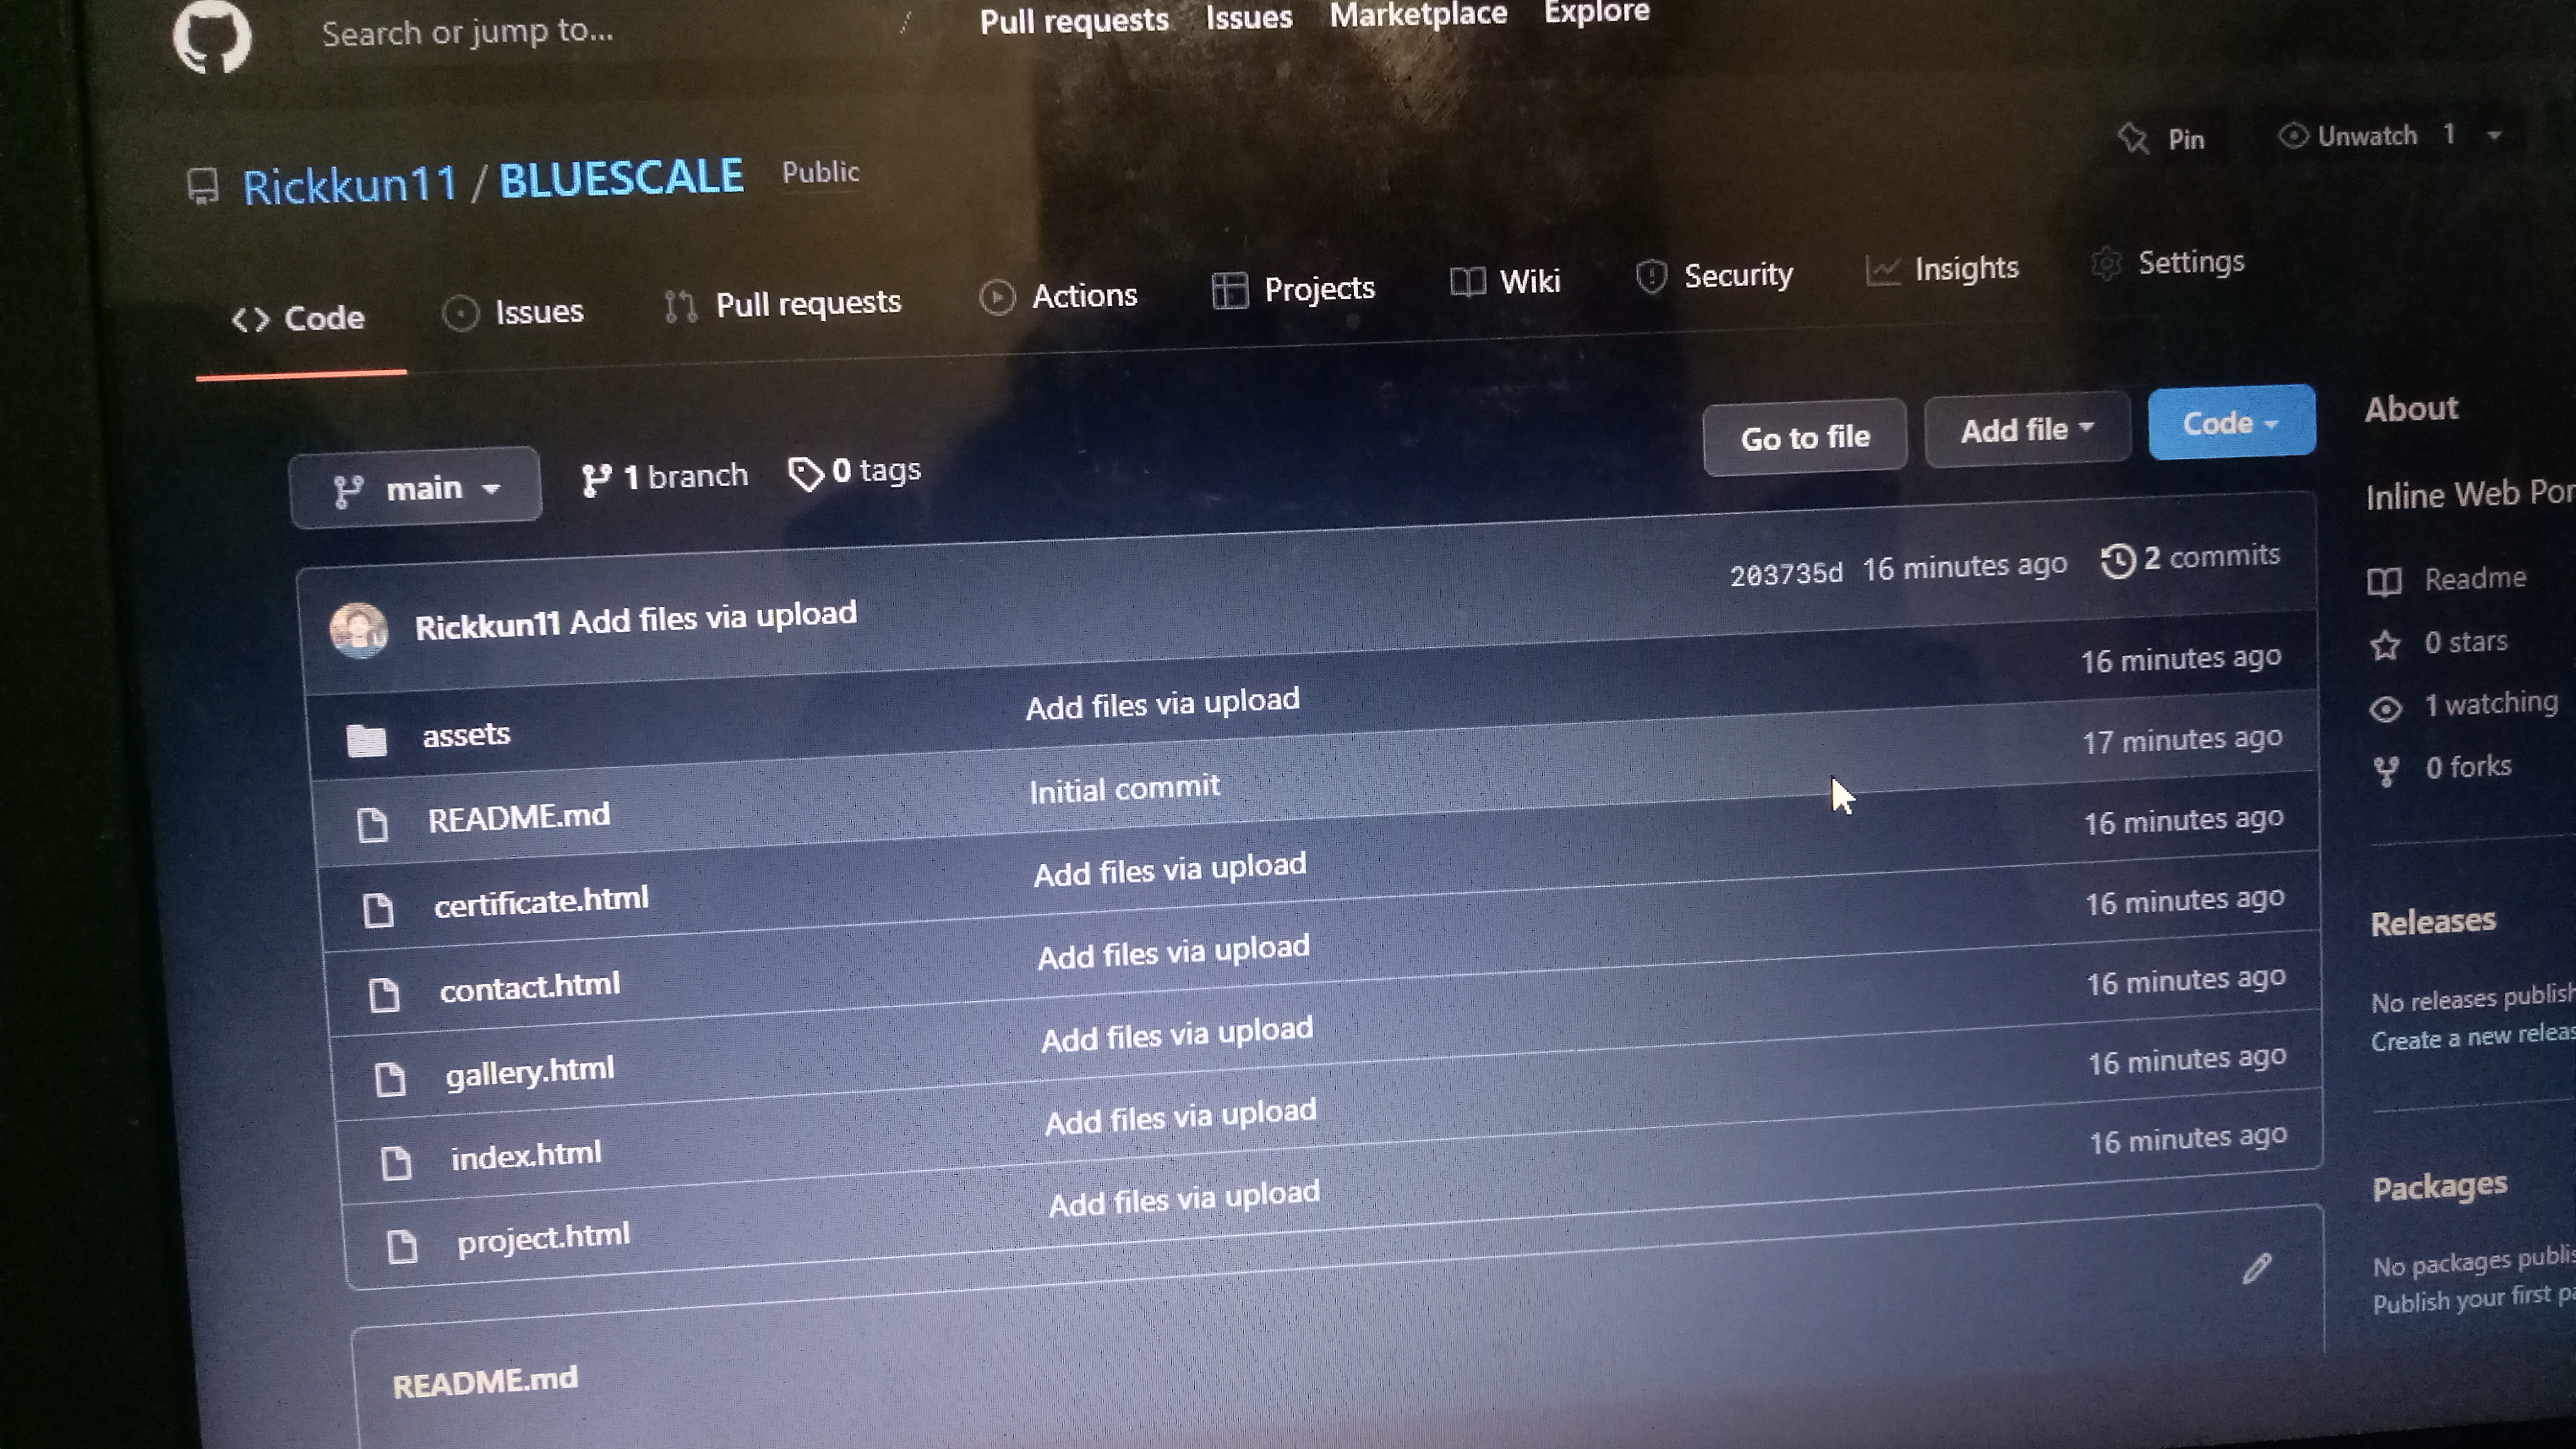 Search or jump to... / Pull requests Issues Marketplace Explore
Rickkun11 / BLUESCALE Public
Pin Unwatch 1
Code Issues Pull requests Actions Projects Wiki Security Insights Settings
main 1 branch 0 tags
Go to file Add file Code
Rickkun11 Add files via upload 203735d 16 minutes ago 2 commits
assets Add files via upload 16 minutes ago
README.md Initial commit 17 minutes ago
certificate.html Add files via upload 16 minutes ago
contact.html Add files via upload 16 minutes ago
gallery.html Add files via upload 16 minutes ago
index.html Add files via upload 16 minutes ago
project.html Add files via upload 16 minutes ago
README.md
About
Inline Web Por
Readme
0 stars
1 watching
0 forks
Releases
No releases publish
Create a new releas
Packages
No packages publis
Publish your first pa